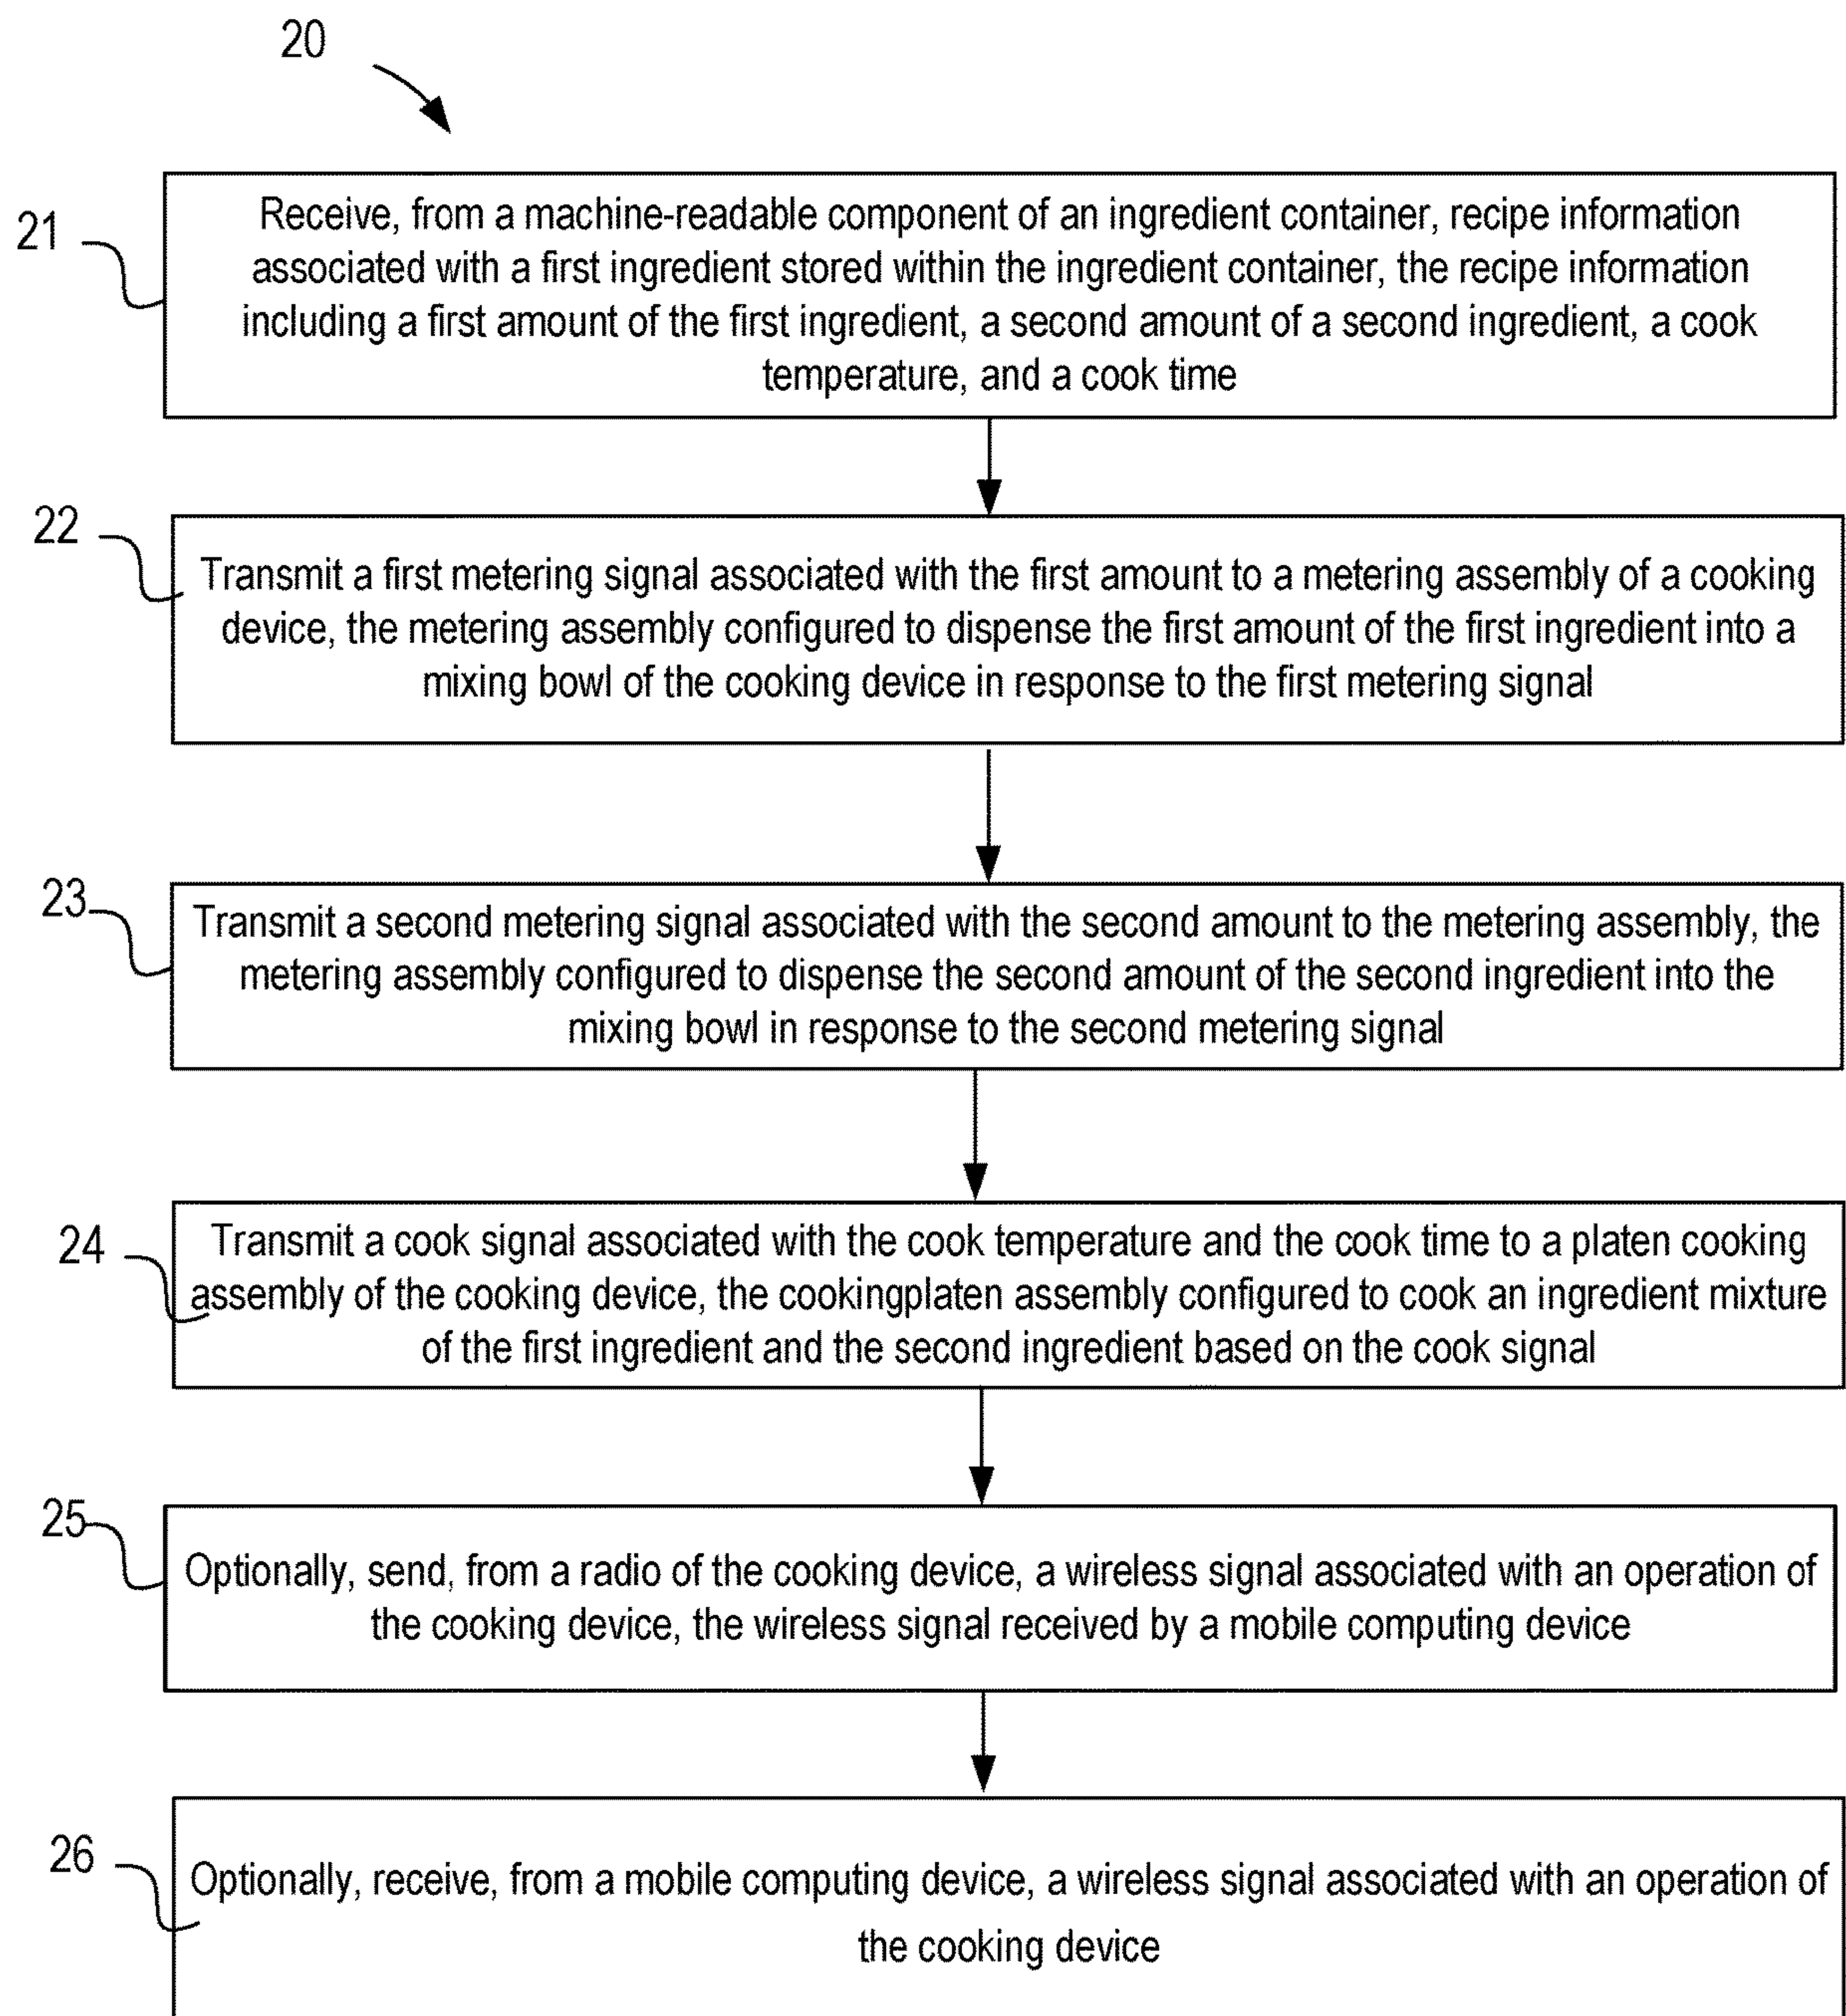 20
21
Receive, from a machine-readable component of an ingredient container, recipe information
associated with a first ingredient stored within the ingredient container, the recipe information
including a first amount of the first ingredient, a second amount of a second ingredient, a cook
temperature, and a cook time
22
Transmit a first metering signal associated with the first amount to a metering assembly of a cooking
device, the metering assembly configured to dispense the first amount of the first ingredient into a
mixing bowl of the cooking device in response to the first metering signal
23
Transmit a second metering signal associated with the second amount to the metering assembly, the
metering assembly configured to dispense the second amount of the second ingredient into the
mixing bowl in response to the second metering signal
24
Transmit a cook signal associated with the cook temperature and the cook time to a platen cooking
assembly of the cooking device, the cookingplaten assembly configured to cook an ingredient mixture
of the first ingredient and the second ingredient based on the cook signal
25
Optionally, send, from a radio of the cooking device, a wireless signal associated with an operation of
the cooking device, the wireless signal received by a mobile computing device
26
Optionally, receive, from a mobile computing device, a wireless signal associated with an operation of
the cooking device